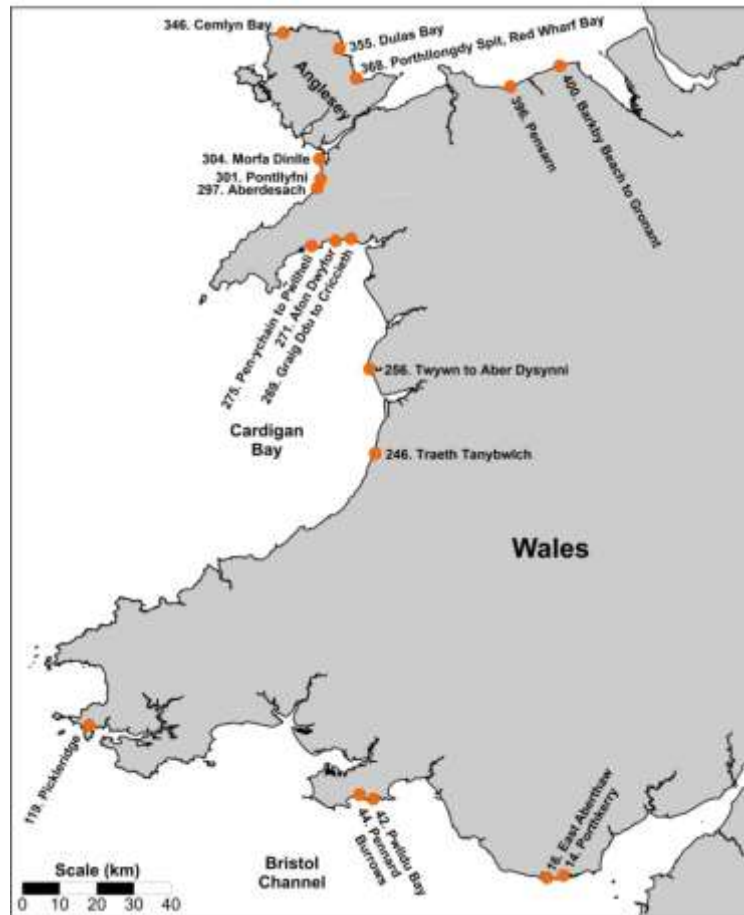 346. Cemlyn Bay
355. Dulas Bay
368. Porthllongdy Spit, Red Wharf Bay
Anglesey
400. Barkby Beach to Gronant
396. Pensarn
304. Morfa Dinlle
301. Pontllyfni
297. Aberdesach
275. Pen-ychain to Pwllheli
271. Afon Dwyfor
269. Graig Ddu to Criccieth
256. Twywn to Aber Dysynni
Cardigan
Bay
246. Traeth Tanybwlch
Wales
119. Pickleridge
44. Pennard
Burrows
42. Pwlldu Bay
16. East Aberthaw
14. Porthkerry
Bristol
Channel
Scale (km)
0 10 20 30 40